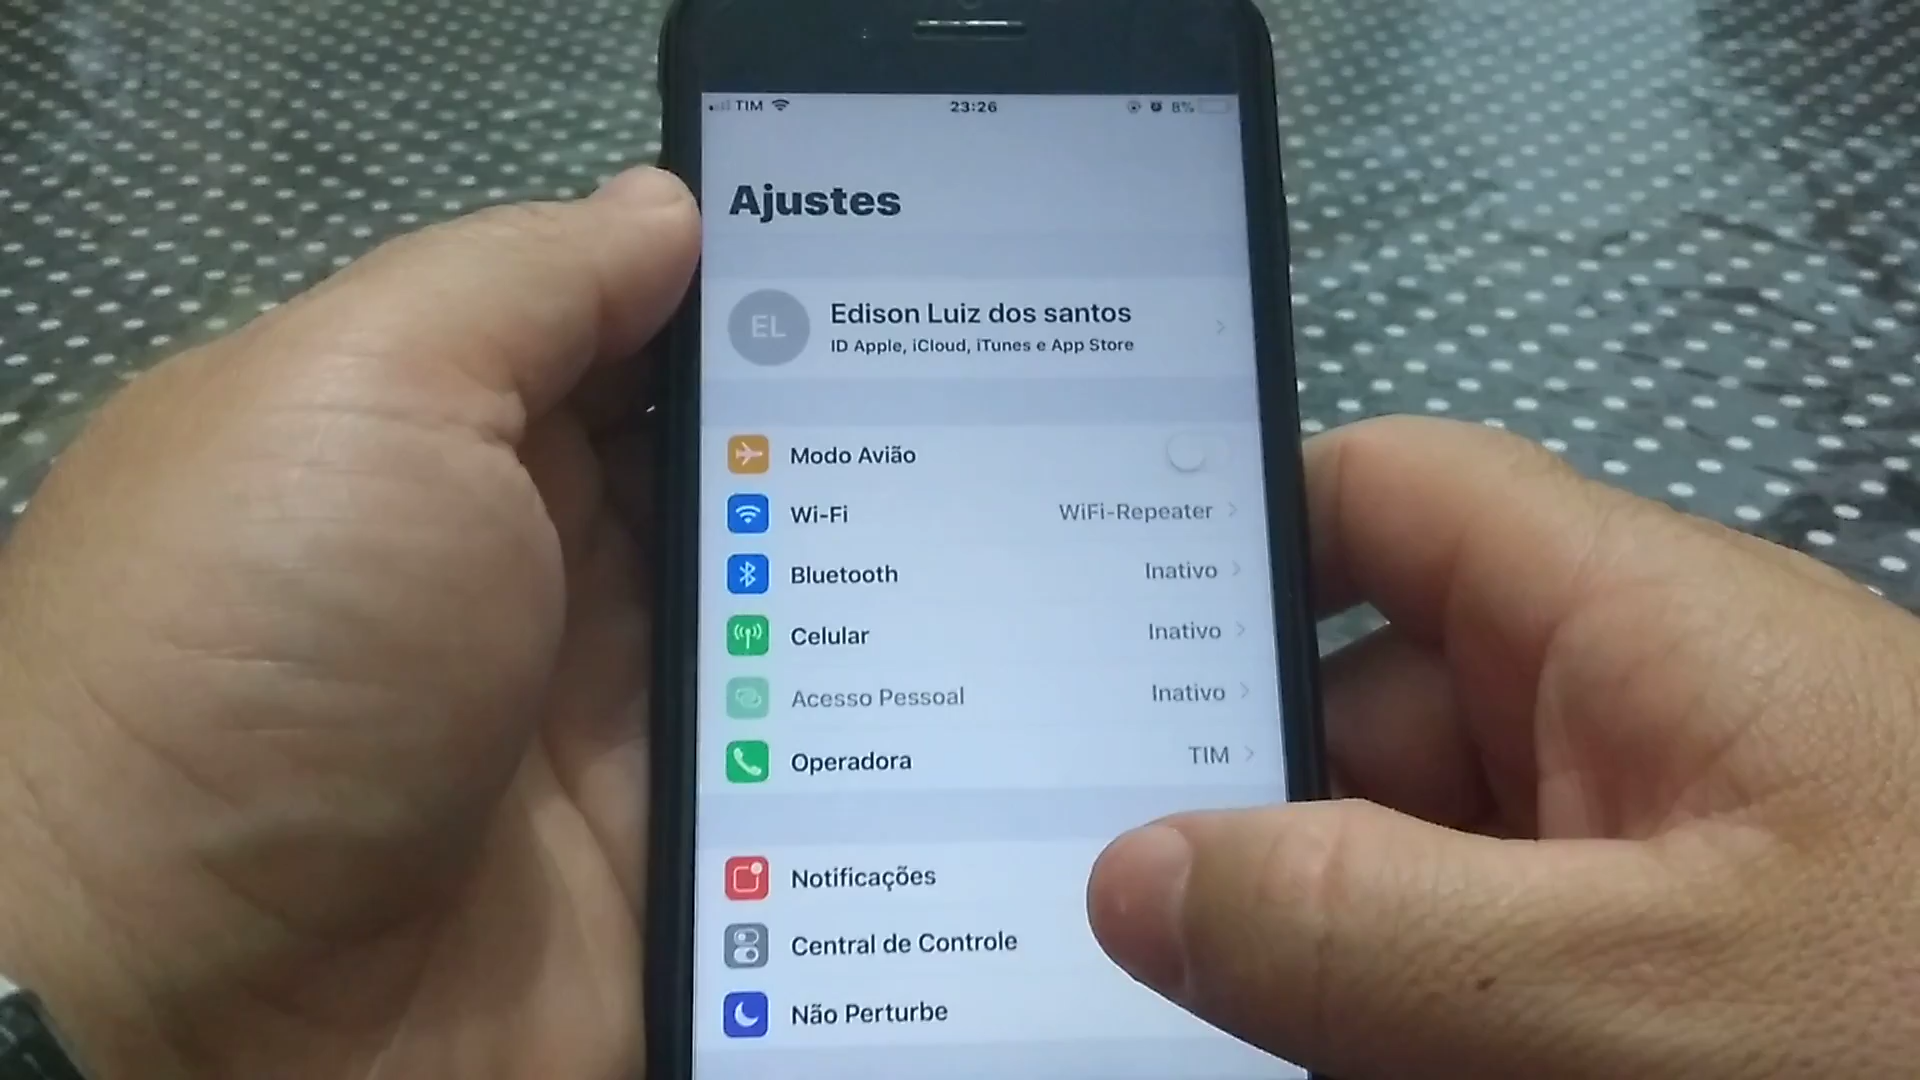 TIM 23:26 8%
Ajustes
EL
Edison Luiz dos santos
ID Apple, iCloud, iTunes e App Store
Modo Avião
Wi-Fi WiFi-Repeater
Bluetooth Inativo
Celular Inativo
Acesso Pessoal Inativo
Operadora TIM
Notificações
Central de Controle
Não Perturbe